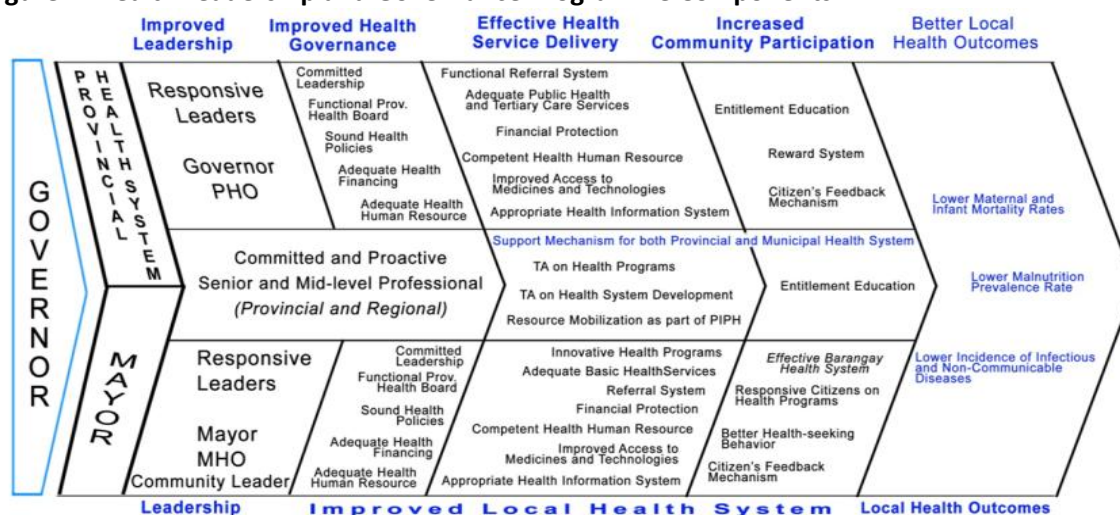 Improved
Leadership
Improved Health
Governance
Effective Health
Service Delivery
Increased
Community Participation
Better Local
Health Outcomes
GOVERNOR
PROVINCIAL
HEALTH SYSTEM
Responsive
Leaders
Governor
PHO
Committed
Leadership
Functional Prov.
Health Board
Sound Health
Policies
Adequate Health
Financing
Adequate Health
Human Resource
Functional Referral System
Adequate Public Health
and Tertiary Care Services
Financial Protection
Competent Health Human Resource
Improved Access to
Medicines and Technologies
Appropriate Health Information System
Entitlement Education
Reward System
Citizen's Feedback
Mechanism
Committed and Proactive
Senior and Mid-level Professional
(Provincial and Regional)
Support Mechanism for both Provincial and Municipal Health System
TA on Health Programs
TA on Health System Development
Resource Mobilization as part of PIPH
Entitlement Education
Lower Maternal and
Infant Mortality Rates
Lower Malnutrition
Prevalence Rate
Lower Incidence of Infectious
and Non-Communicable
Diseases
MAYOR
Responsive
Leaders
Mayor
MHO
Community Leader
Committed
Leadership
Functional Prov.
Health Board
Sound Health
Policies
Adequate Health
Financing
Adequate Health
Human Resource
Innovative Health Programs
Adequate Basic HealthServices
Referral System
Financial Protection
Competent Health Human Resource
Improved Access to
Medicines and Technologies
Appropriate Health Information System
Effective Barangay
Health System
Responsive Citizens on
Health Programs
Better Health-seeking
Behavior
Citizen's Feedback
Mechanism
Leadership
Improved Local Health System
Local Health Outcomes